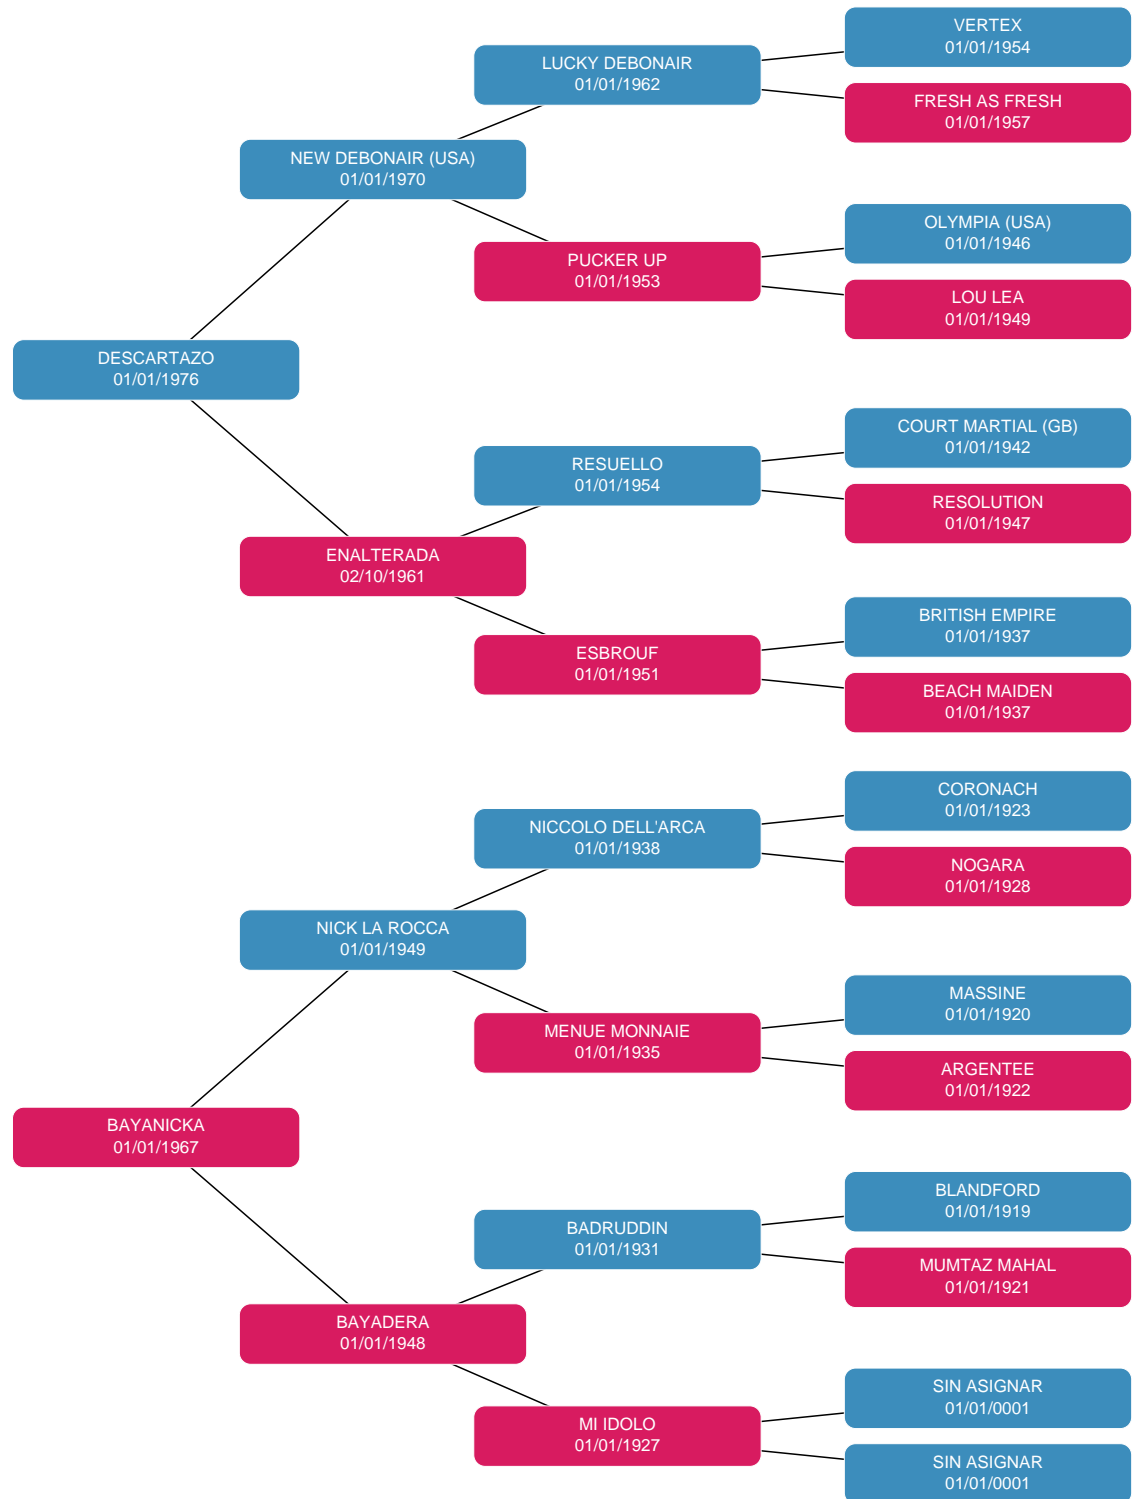 VERTEX
01/01/1954
LUCKY DEBONAIR
01/01/1962
FRESH AS FRESH
01/01/1957
NEW DEBONAIR (USA)
01/01/1970
OLYMPIA (USA)
01/01/1946
PUCKER UP
01/01/1953
LOU LEA
01/01/1949
DESCARTAZO
01/01/1976
COURT MARTIAL (GB)
01/01/1942
RESUELLO
01/01/1954
RESOLUTION
01/01/1947
ENALTERADA
02/10/1961
BRITISH EMPIRE
01/01/1937
ESBROUF
01/01/1951
BEACH MAIDEN
01/01/1937
CORONACH
01/01/1923
NICCOLO DELL'ARCA
01/01/1938
NOGARA
01/01/1928
NICK LA ROCCA
01/01/1949
MASSINE
01/01/1920
MENUE MONNAIE
01/01/1935
ARGENTEE
01/01/1922
BAYANICKA
01/01/1967
BLANDFORD
01/01/1919
BADRUDDIN
01/01/1931
MUMTAZ MAHAL
01/01/1921
BAYADERA
01/01/1948
SIN ASIGNAR
01/01/0001
MI IDOLO
01/01/1927
SIN ASIGNAR
01/01/0001